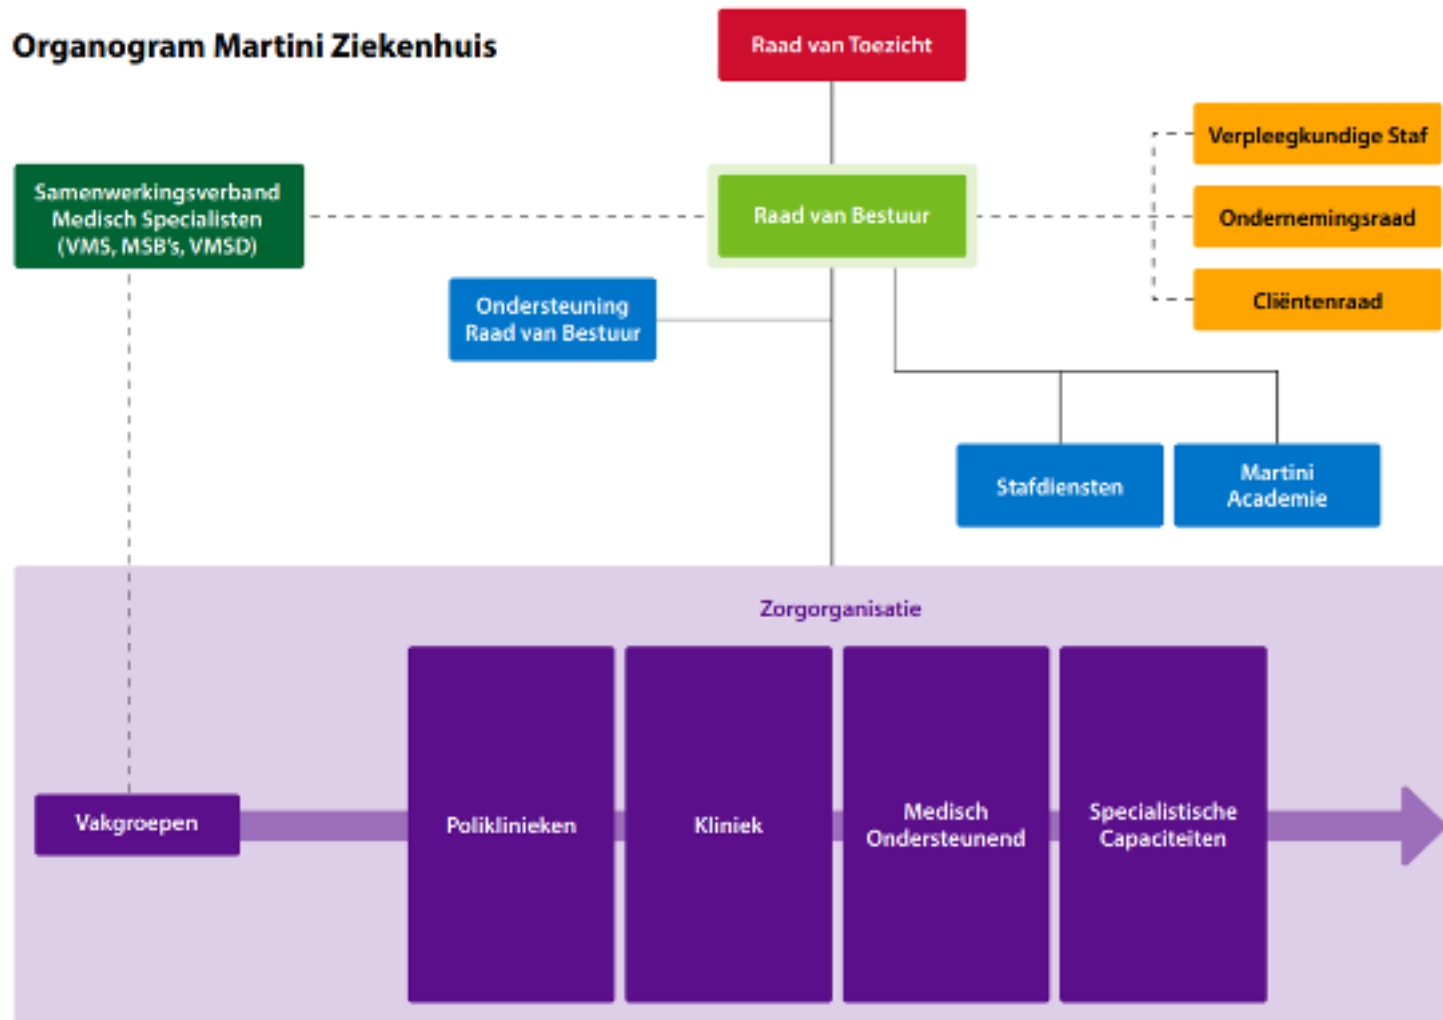 Organogram Martini Ziekenhuis
Raad van Toezicht
Verpleegkundige Staf
Samenwerkingsverband
Medisch Specialisten
(VMS, MSB's, VMSD)
Raad van Bestuur
Ondernemingsraad
Cliëntenraad
Ondersteuning
Raad van Bestuur
Stafdiensten
Martini
Academie
Zorgorganisatie
Vakgroepen
Poliklinieken
Kliniek
Medisch
Ondersteunend
Specialistische
Capaciteiten